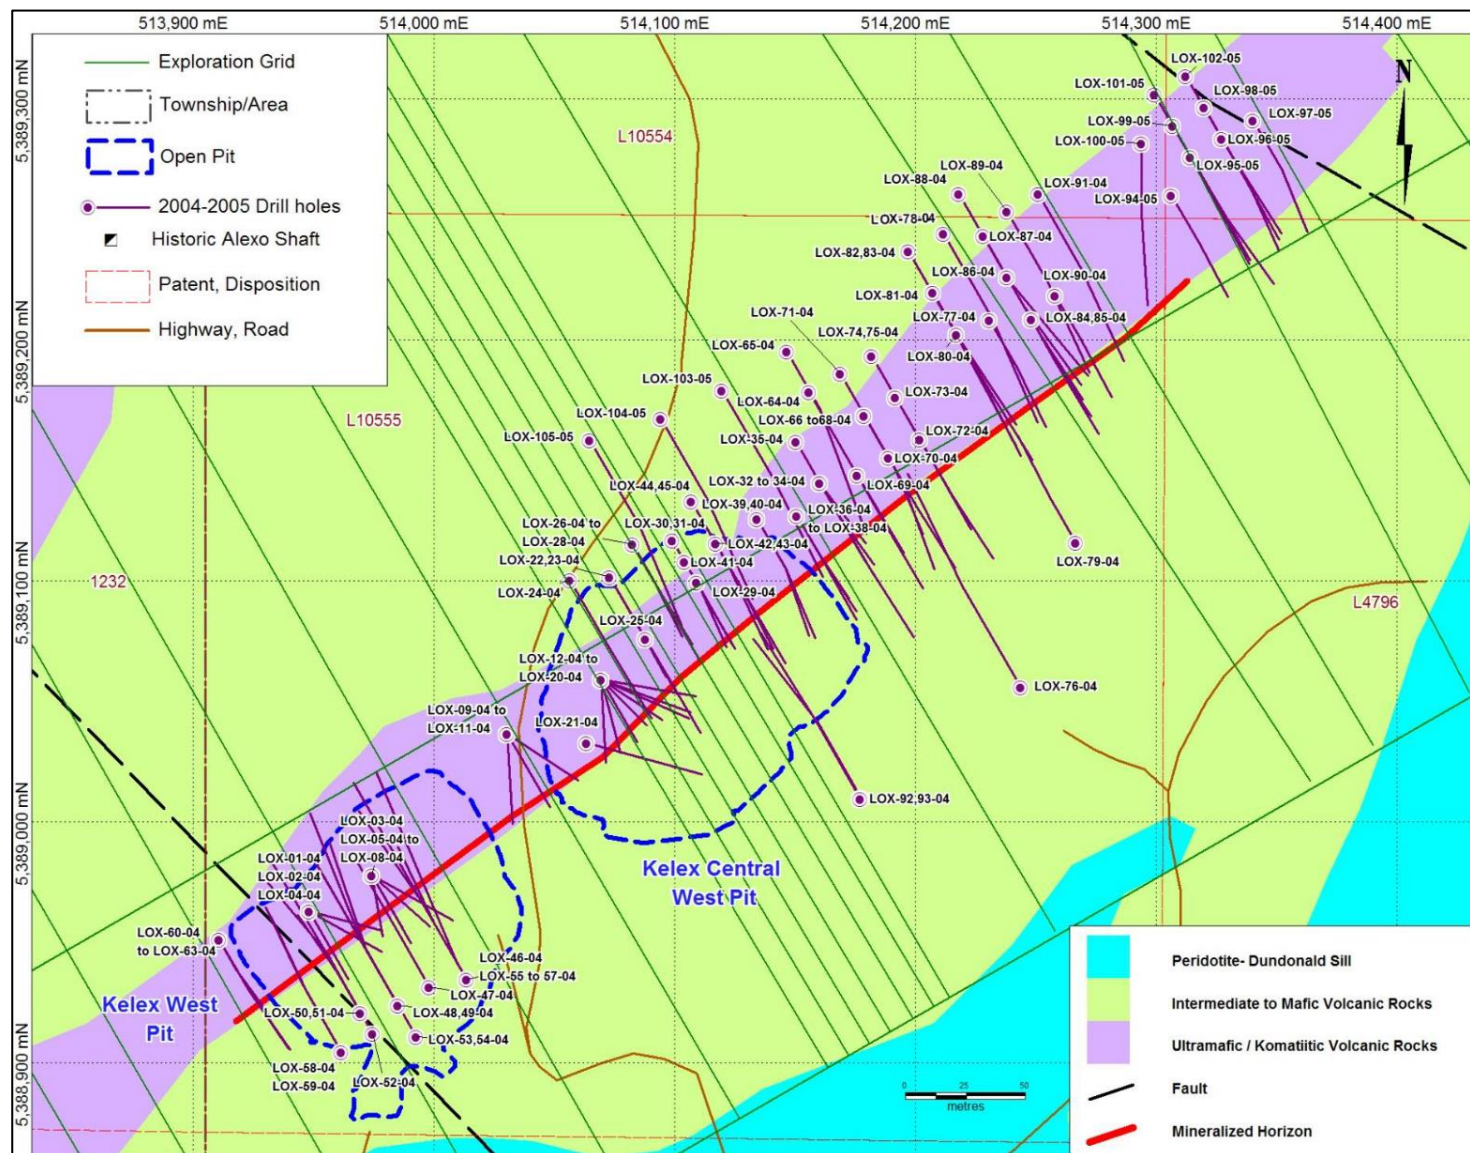 513,900 mE
514,000 mE
514,100 mE
514,200 mE
514,300 mE
514,400 mE
5,389,300 mN
5,389,200 mN
5,389,100 mN
5,389,000 mN
5,388,900 mN
Exploration Grid
Township/Area
Open Pit
2004-2005 Drill holes
Historic Alexo Shaft
Patent, Disposition
Highway, Road
N
L10554
L10555
1232
L4796
LOX-102-05
LOX-101-05
LOX-98-05
LOX-97-05
LOX-99-05
LOX-100-05
LOX-96-05
LOX-95-05
LOX-94-05
LOX-89-04
LOX-88-04
LOX-91-04
LOX-78-04
LOX-87-04
LOX-82,83-04
LOX-86-04
LOX-90-04
LOX-81-04
LOX-71-04
LOX-77-04
LOX-84,85-04
LOX-74,75-04
LOX-80-04
LOX-65-04
LOX-103-05
LOX-64-04
LOX-73-04
LOX-66 to68-04
LOX-104-05
LOX-105-05
LOX-35-04
LOX-72-04
LOX-70-04
LOX-44,45-04
LOX-32 to 34-04
LOX-69-04
LOX-39,40-04
LOX-36-04
to LOX-38-04
LOX-26-04 to
LOX-28-04
LOX-30,31-04
LOX-42,43-04
LOX-79-04
LOX-22,23-04
LOX-41-04
LOX-24-04
LOX-29-04
LOX-25-04
LOX-12-04 to
LOX-20-04
LOX-76-04
LOX-09-04 to
LOX-11-04
LOX-21-04
LOX-92,93-04
LOX-03-04
LOX-05-04 to
LOX-08-04
LOX-01-04
LOX-02-04
LOX-04-04
Kelex Central
West Pit
LOX-60-04
to LOX-63-04
LOX-46-04
LOX-55 to 57-04
LOX-47-04
Kelex West
Pit
LOX-50,51-04
LOX-48,49-04
LOX-53,54-04
LOX-58-04
LOX-59-04
LOX-52-04
0 25 50
metres
Peridotite- Dundonald Sill
Intermediate to Mafic Volcanic Rocks
Ultramafic / Komatiitic Volcanic Rocks
Fault
Mineralized Horizon